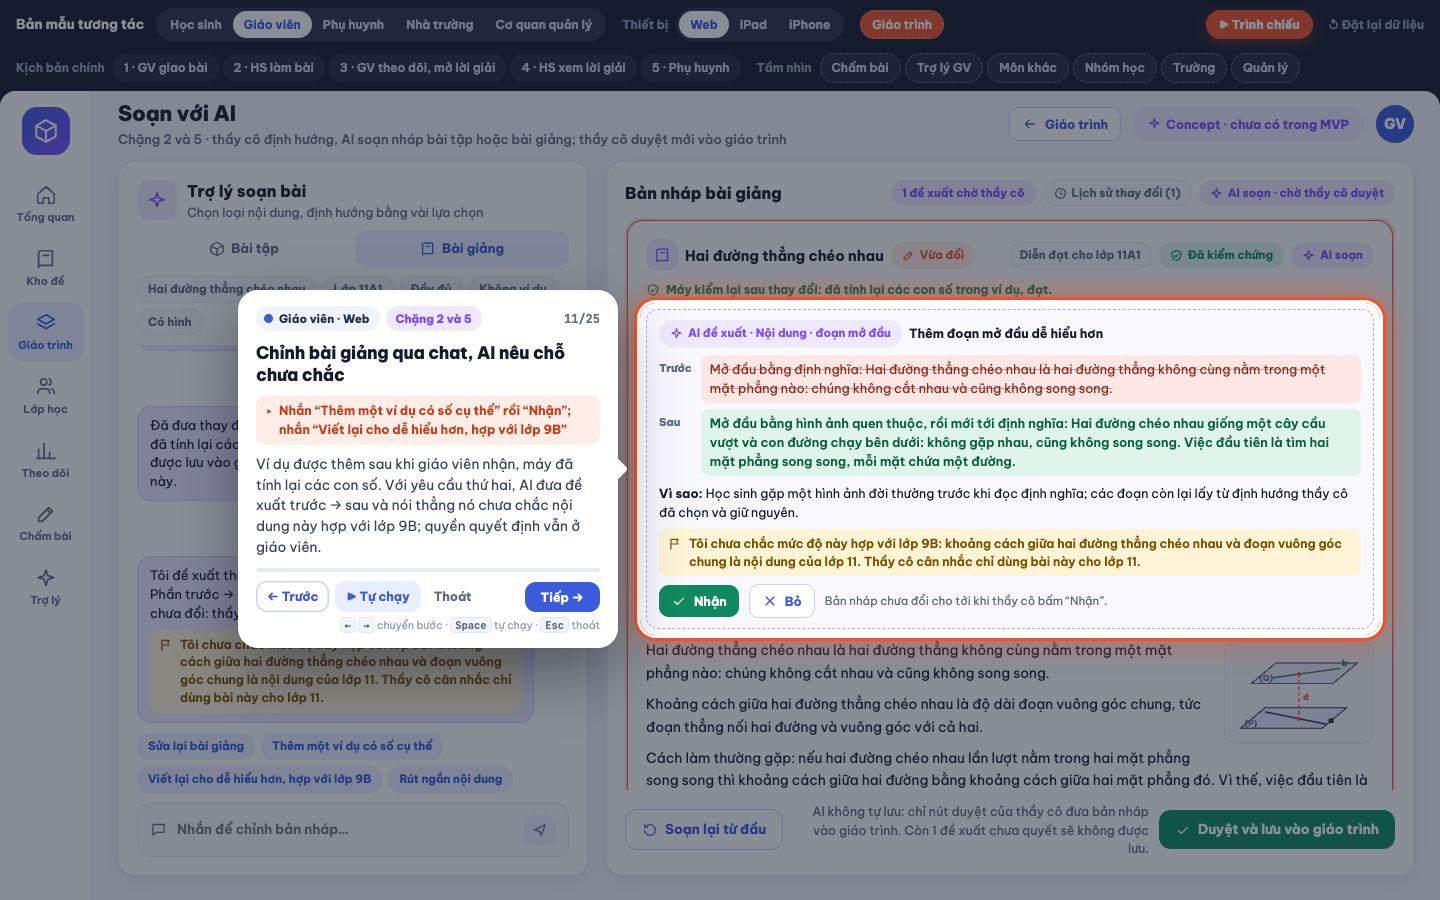 Bản mẫu tương tác
Học sinh
Giáo viên
Phụ huynh
Nhà trường
Cơ quan quản lý
Thiết bị
Web
iPad
iPhone
Giáo trình
Trình chiếu
Đặt lại dữ liệu
Kịch bản chính
1 · GV giao bài
2 · HS làm bài
3 · GV theo dõi, mở lời giải
4 · HS xem lời giải
5 · Phụ huynh
Tầm nhìn
Chấm bài
Trợ lý GV
Môn khác
Nhóm học
Trường
Quản lý
Soạn với AI
Chặng 2 và 5 · thầy cô định hướng, AI soạn nháp bài tập hoặc bài giảng; thầy cô duyệt mới vào giáo trình
← Giáo trình
Concept · chưa có trong MVP
GV
Tổng quan
Kho đề
Giáo trình
Lớp học
Theo dõi
Chấm bài
Trợ lý
Trợ lý soạn bài
Chọn loại nội dung, định hướng bằng vài lựa chọn
Bài tập
Bài giảng
Hai đường thẳng chéo nhau
Lớp 11A1
Đầy đủ
Không ví dụ
Có hình
Đã đưa thay đ
đã tính lại các
được lưu vào g
này.
Tôi đề xuất th
Phần trước →
chưa đổi: thầy
Tôi chưa chắc mức độ này hợp với lớp 9B: khoảng
cách giữa hai đường thẳng chéo nhau và đoạn vuông
góc chung là nội dung của lớp 11. Thầy cô cân nhắc chỉ
dùng bài này cho lớp 11.
Sửa lại bài giảng
Thêm một ví dụ có số cụ thể
Viết lại cho dễ hiểu hơn, hợp với lớp 9B
Rút ngắn nội dung
Nhắn để chỉnh bản nháp...
Giáo viên · Web
Chặng 2 và 5
11/25
Chỉnh bài giảng qua chat, AI nêu chỗ
chưa chắc
Nhắn “Thêm một ví dụ có số cụ thể” rồi “Nhận”;
nhắn “Viết lại cho dễ hiểu hơn, hợp với lớp 9B”
Ví dụ được thêm sau khi giáo viên nhận, máy đã
tính lại các con số. Với yêu cầu thứ hai, AI đưa đề
xuất trước → sau và nói thẳng nó chưa chắc nội
dung này hợp với lớp 9B; quyền quyết định vẫn ở
giáo viên.
← Trước
Tự chạy
Thoát
Tiếp →
← → chuyển bước · Space tự chạy · Esc thoát
Bản nháp bài giảng
1 đề xuất chờ thầy cô
Lịch sử thay đổi (1)
AI soạn · chờ thầy cô duyệt
Hai đường thẳng chéo nhau
Vừa đổi
Diễn đạt cho lớp 11A1
Đã kiểm chứng
AI soạn
Máy kiểm lại sau thay đổi: đã tính lại các con số trong ví dụ, đạt.
AI đề xuất · Nội dung · đoạn mở đầu
Thêm đoạn mở đầu dễ hiểu hơn
Trước
Mở đầu bằng định nghĩa: Hai đường thẳng chéo nhau là hai đường thẳng không cùng nằm trong một
mặt phẳng nào: chúng không cắt nhau và cũng không song song.
Sau
Mở đầu bằng hình ảnh quen thuộc, rồi mới tới định nghĩa: Hai đường chéo nhau giống một cây cầu
vượt và con đường chạy bên dưới: không gặp nhau, cũng không song song. Việc đầu tiên là tìm hai
mặt phẳng song song, mỗi mặt chứa một đường.
Vì sao: Học sinh gặp một hình ảnh đời thường trước khi đọc định nghĩa; các đoạn còn lại lấy từ định hướng thầy cô
đã chọn và giữ nguyên.
Tôi chưa chắc mức độ này hợp với lớp 9B: khoảng cách giữa hai đường thẳng chéo nhau và đoạn vuông góc
chung là nội dung của lớp 11. Thầy cô cân nhắc chỉ dùng bài này cho lớp 11.
Nhận
Bỏ
Bản nháp chưa đổi cho tới khi thầy cô bấm “Nhận”.
Hai đường thẳng chéo nhau là hai đường thẳng không cùng nằm trong một mặt
phẳng nào: chúng không cắt nhau và cũng không song song.
Khoảng cách giữa hai đường thẳng chéo nhau là độ dài đoạn vuông góc chung, tức
đoạn thẳng nối hai đường và vuông góc với cả hai.
Cách làm thường gặp: nếu hai đường chéo nhau lần lượt nằm trong hai mặt phẳng
song song thì khoảng cách giữa hai đường bằng khoảng cách giữa hai mặt phẳng đó. Vì thế, việc đầu tiên là
(Q)
b
d
(P)
a
Soạn lại từ đầu
AI không tự lưu: chỉ nút duyệt của thầy cô đưa bản nháp
vào giáo trình. Còn 1 đề xuất chưa quyết sẽ không được
lưu.
Duyệt và lưu vào giáo trình